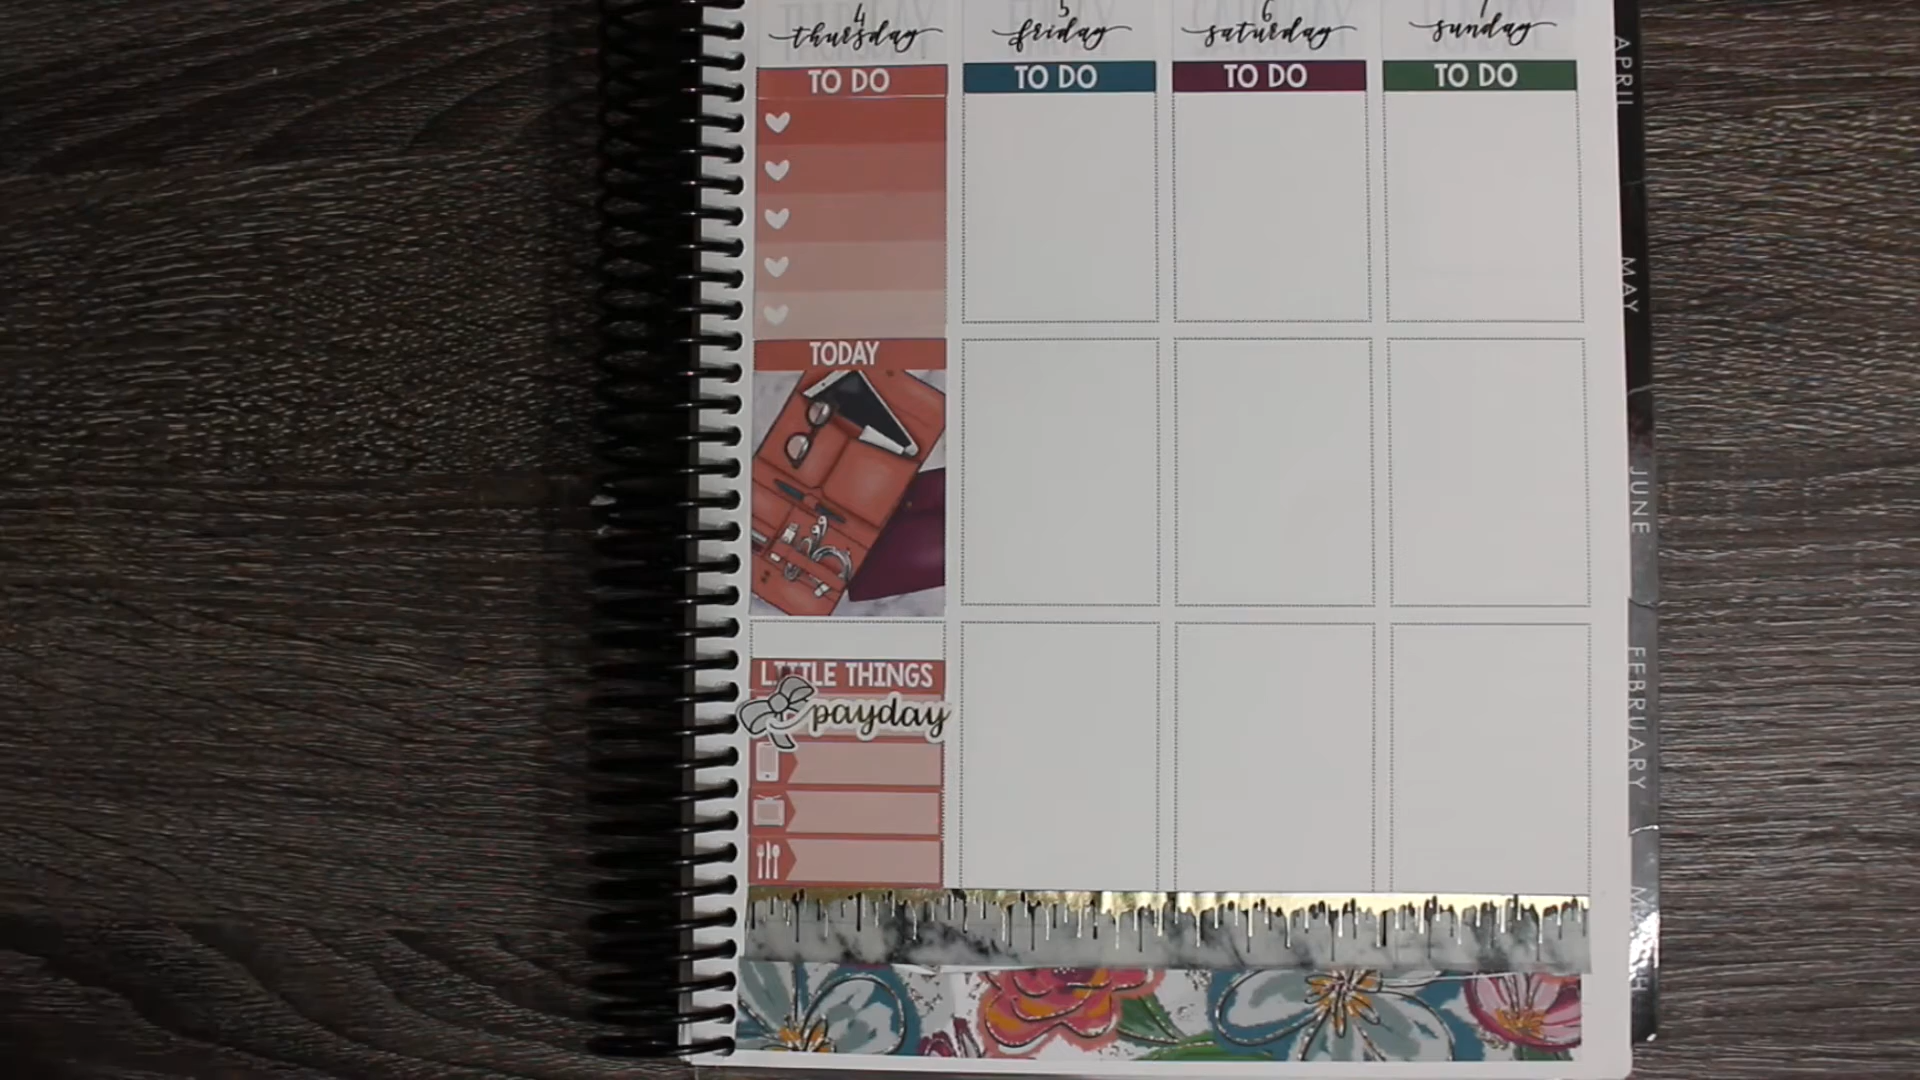 4 5 6 7
thursday friday saturday sunday
TO DO TO DO TO DO TO DO
TODAY
LITTLE THINGS
payday
APRIL
MAY
JUNE
FEBRUARY
MARCH